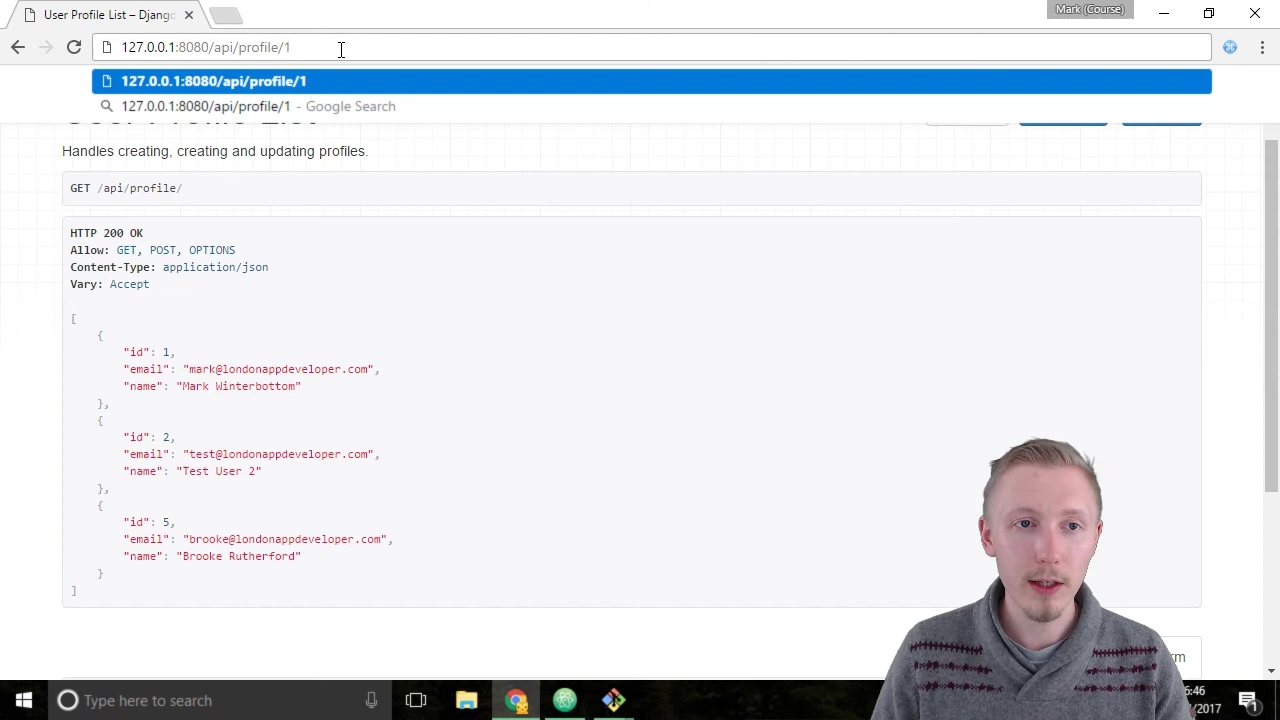 User Profile List – Django
Mark (Course)
127.0.0.1:8080/api/profile/1
127.0.0.1:8080/api/profile/1
127.0.0.1:8080/api/profile/1 - Google Search
Handles creating, creating and updating profiles.
GET /api/profile/
HTTP 200 OK
Allow: GET, POST, OPTIONS
Content-Type: application/json
Vary: Accept
[
{
"id": 1,
"email": "mark@londonappdeveloper.com",
"name": "Mark Winterbottom"
},
{
"id": 2,
"email": "test@londonappdeveloper.com",
"name": "Test User 2"
},
{
"id": 5,
"email": "brooke@londonappdeveloper.com",
"name": "Brooke Rutherford"
}
]
Type here to search